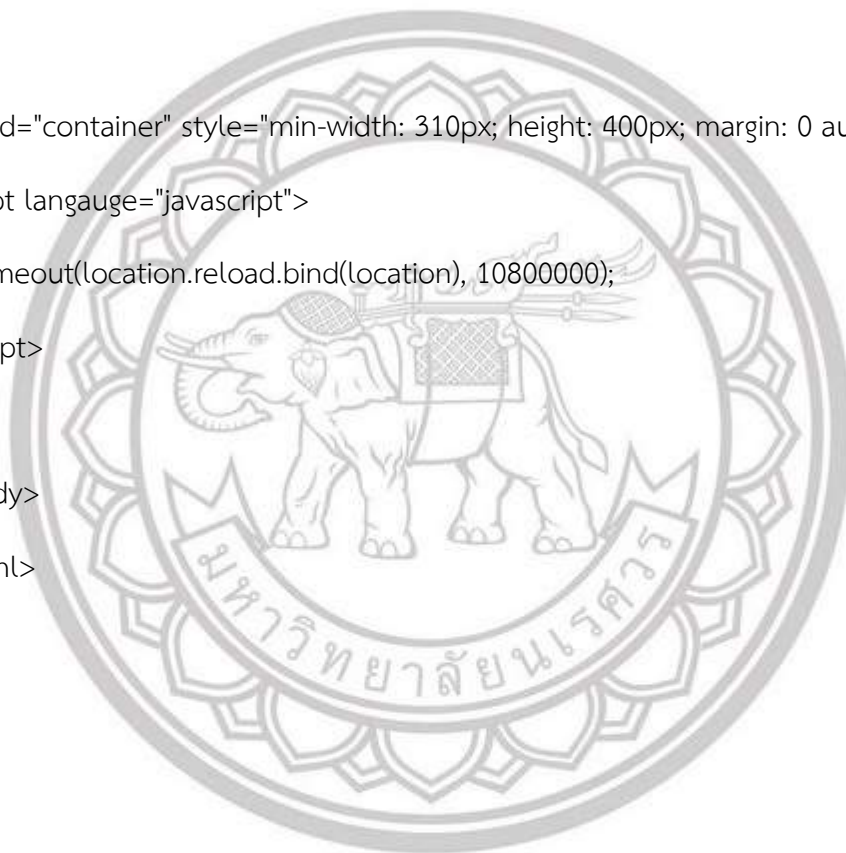 d="container" style="min-width: 310px; height: 400px; margin: 0 au
pt langauge="javascript">
meout(location.reload.bind(location), 10800000);
pt>
dy>
ml>
มหาวิทยาลัยนเรศวร